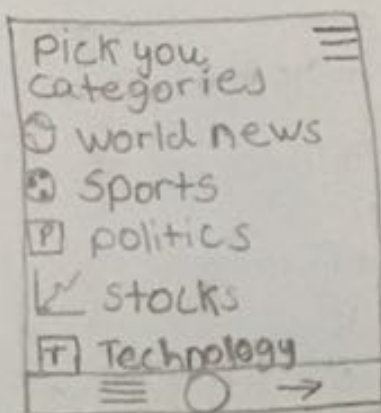 Pick you
categories
world news
Sports
P politics
stocks
T Technology